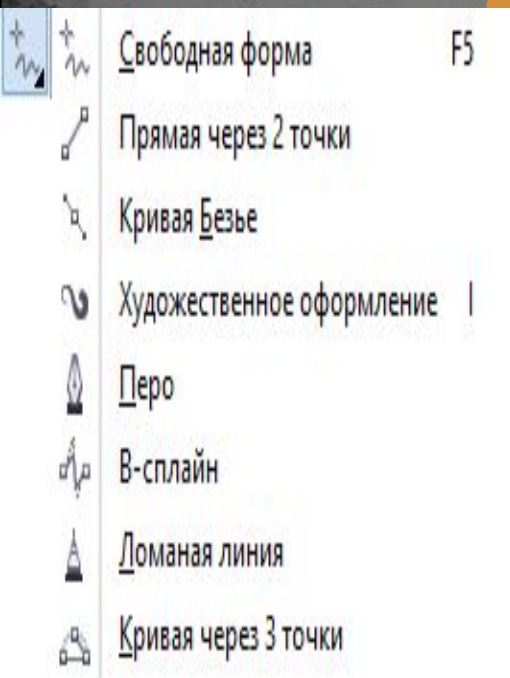 Свободная форма F5
Прямая через 2 точки
Кривая Безье
Художественное оформление I
Перо
В-сплайн
Ломаная линия
Кривая через 3 точки